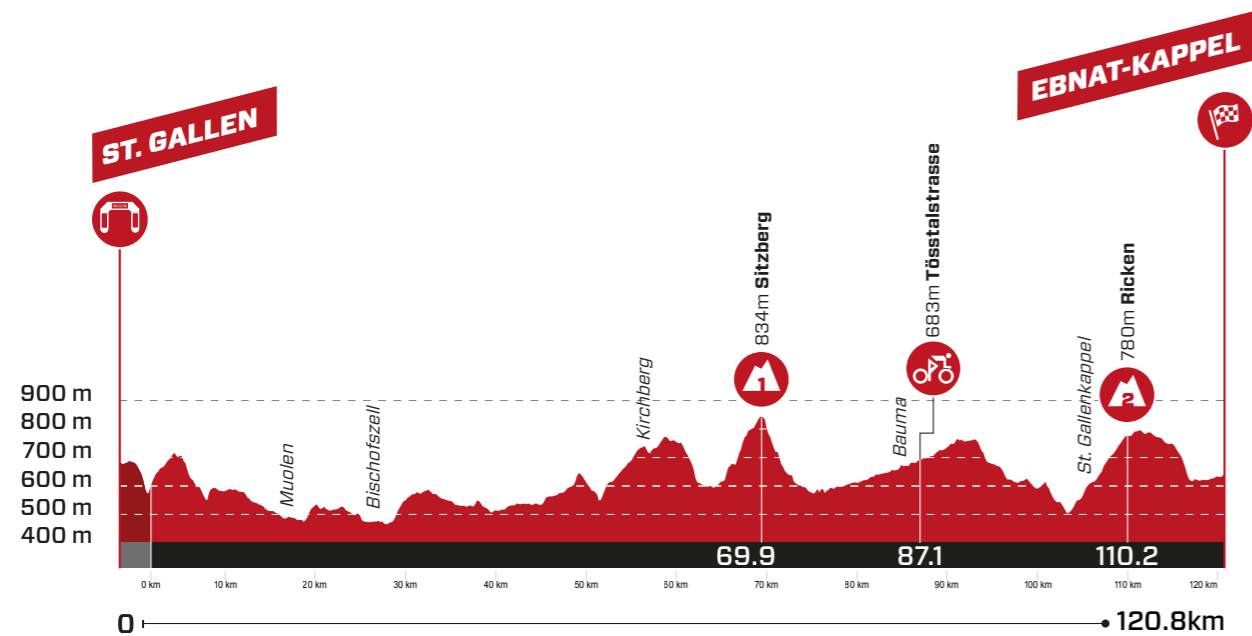 ST. GALLEN
EBNAT-KAPPEL
Muolen
Bischofszell
Kirchberg
834m Sitzberg
1
Bauma
683m Tösstalstrasse
St. Gallenkappel
780m Ricken
2
900 m
800 m
700 m
600 m
500 m
400 m
69.9 87.1 110.2
0 km 10 km 20 km 30 km 40 km 50 km 60 km 70 km 80 km 90 km 100 km 110 km 120 km
0 120.8km